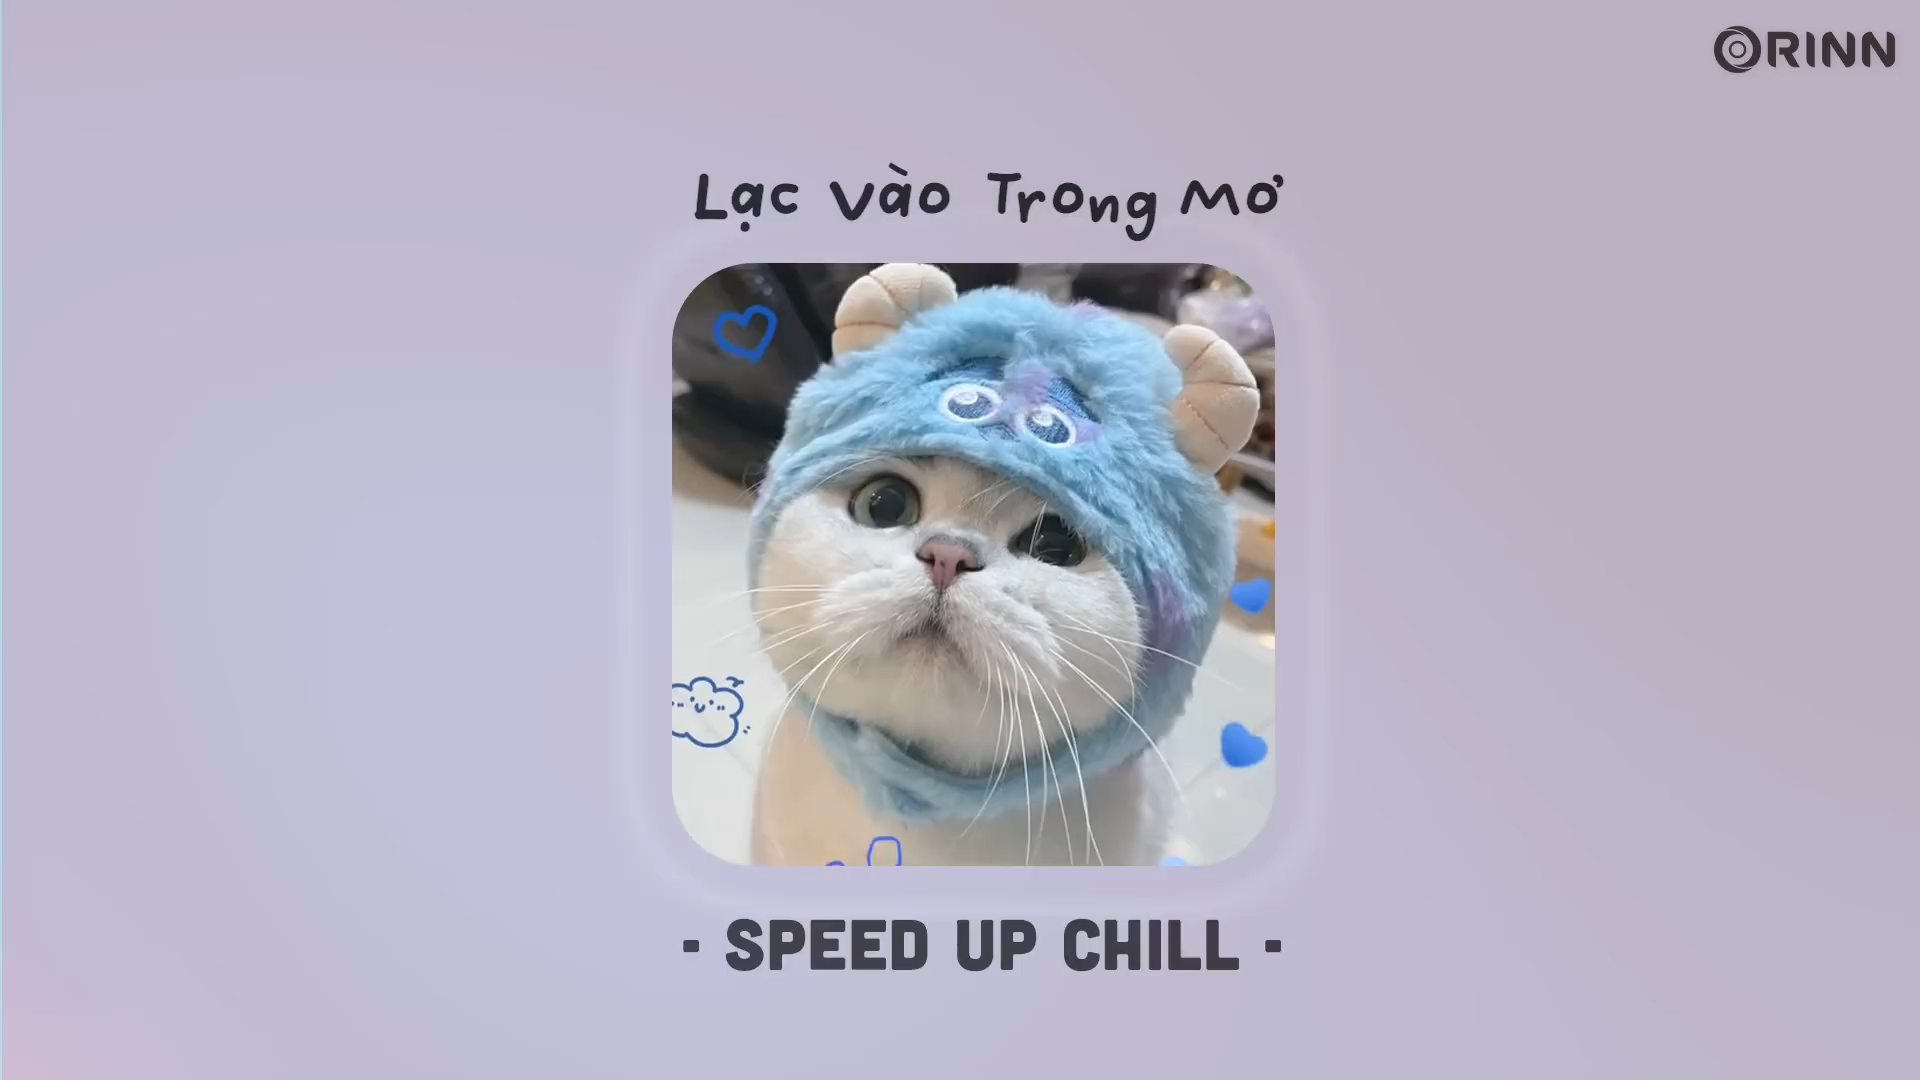 ORINN
Lạc Vào Trong Mơ
- SPEED UP CHILL -